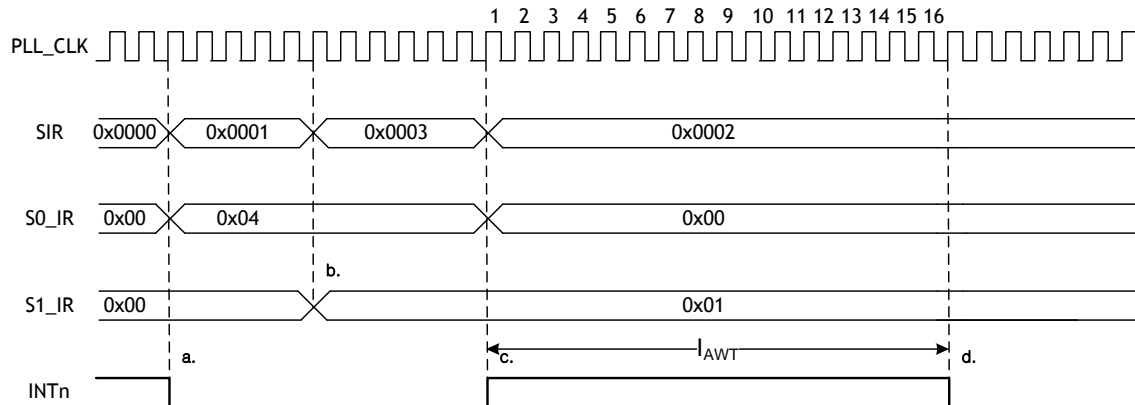 1 2 3 4 5 6 7 8 9 10 11 12 13 14 15 16
PLL_CLK
SIR 0x0000 0x0001 0x0003 0x0002
S0_IR 0x00 0x04 0x00
b.
S1_IR 0x00 0x01
a. c. IAWT d.
INTn